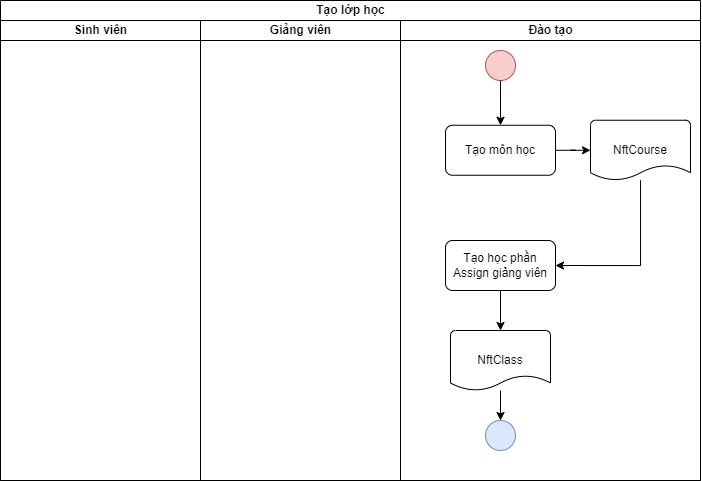 Tạo lớp học
Sinh viên
Giảng viên
Đào tạo
Tạo môn học
NftCourse
Tạo học phần
Assign giảng viên
NftClass